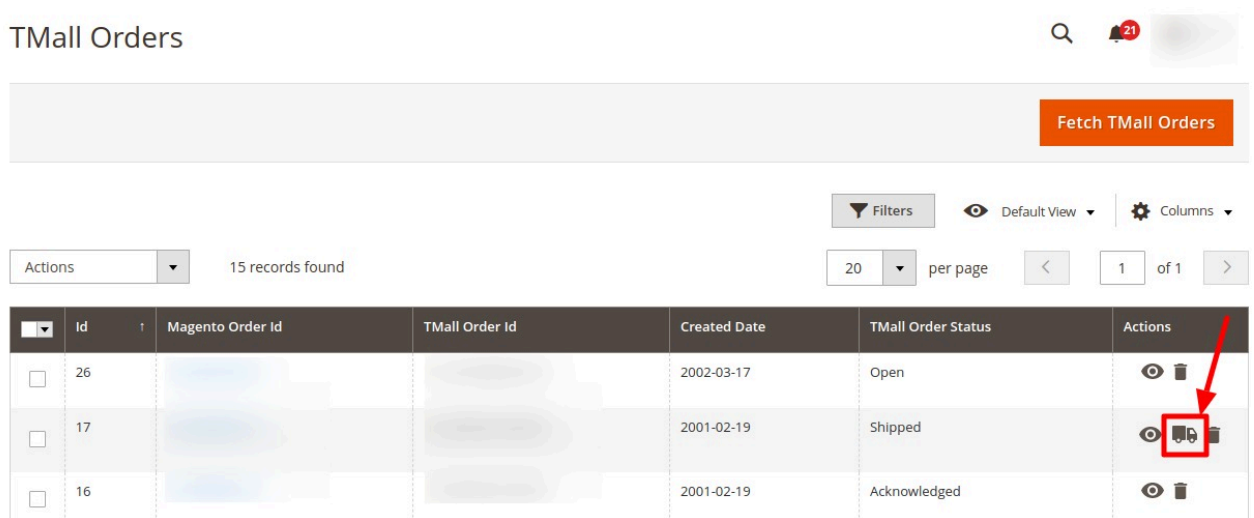 TMall Orders
21
Fetch TMall Orders
Filters Default View Columns
Actions 15 records found 20 per page 1 of 1
Id Magento Order Id TMall Order Id Created Date TMall Order Status Actions
26 2002-03-17 Open
17 2001-02-19 Shipped
16 2001-02-19 Acknowledged